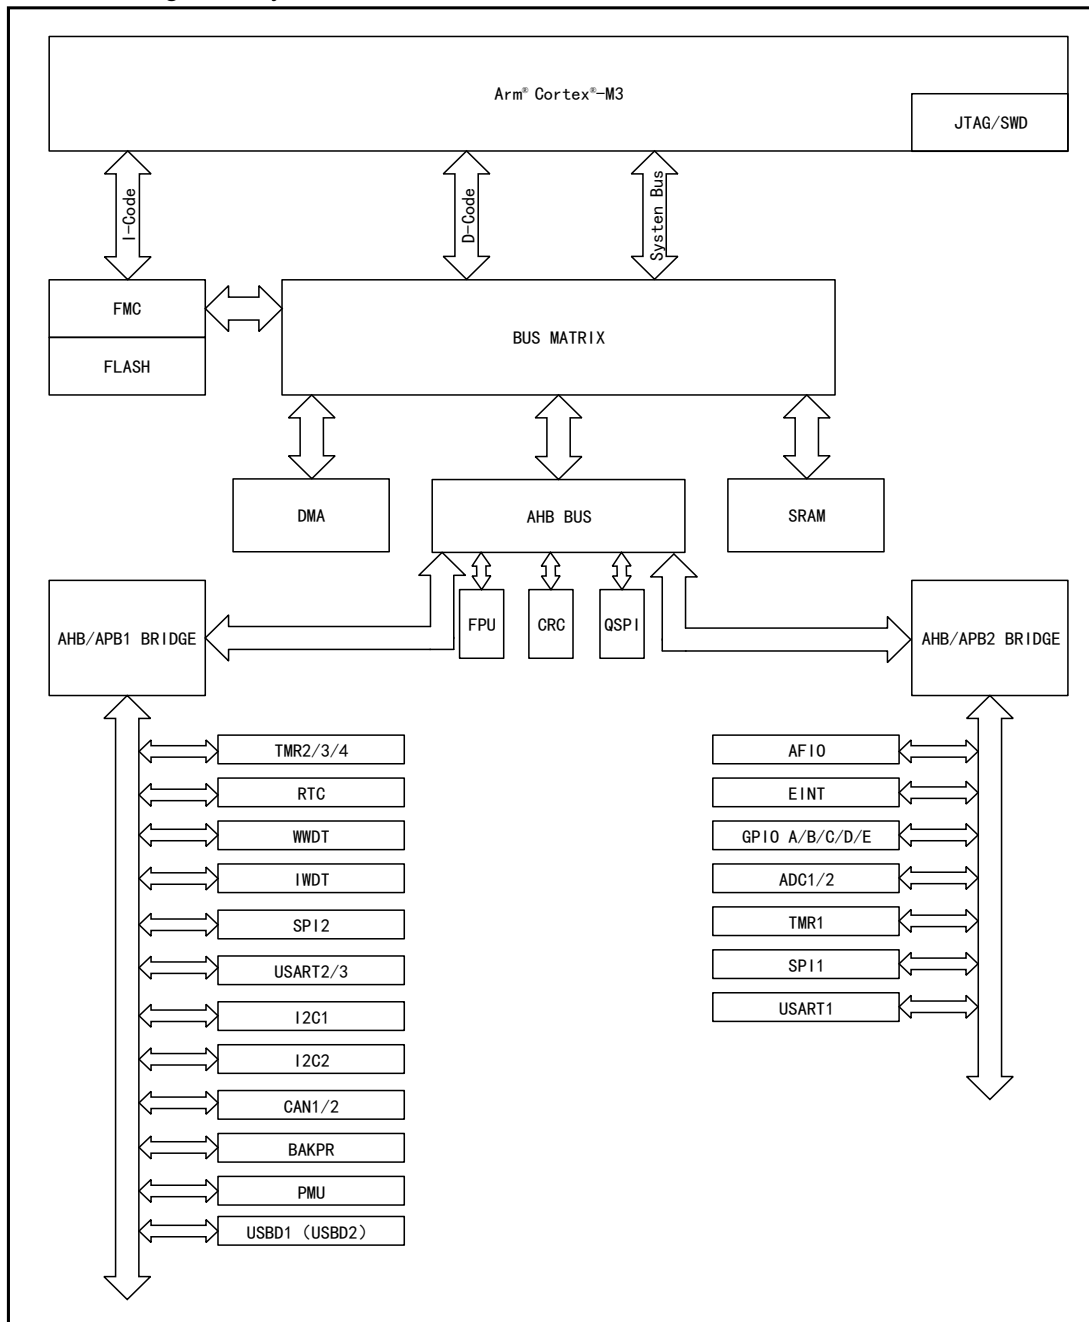 Arm® Cortex®-M3
JTAG/SWD
I-Code
D-Code
Systen Bus
FMC
FLASH
BUS MATRIX
DMA
AHB BUS
SRAM
AHB/APB1 BRIDGE
FPU
CRC
QSPI
AHB/APB2 BRIDGE
TMR2/3/4
RTC
WWDT
IWDT
SPI2
USART2/3
I2C1
I2C2
CAN1/2
BAKPR
PMU
USBD1 (USBD2)
AFIO
EINT
GPIO A/B/C/D/E
ADC1/2
TMR1
SPI1
USART1